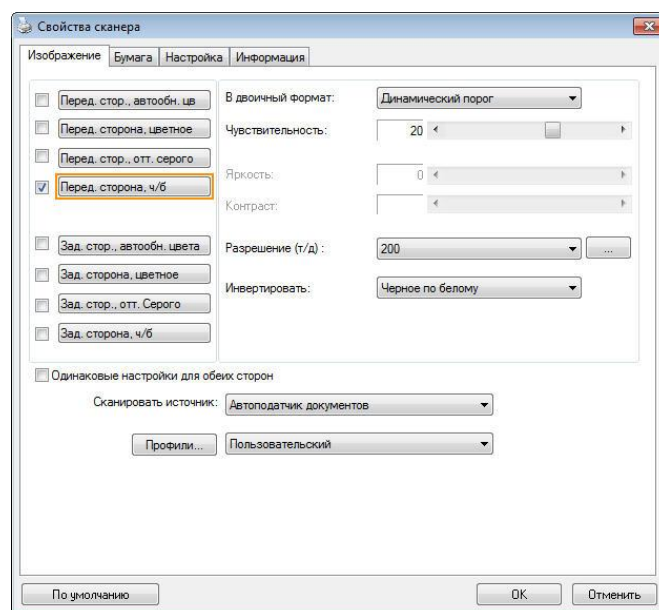 Свойства сканера
Изображение Бумага Настройка Информация
Перед. стор., автообн. цв
Перед. сторона, цветное
Перед. стор., отт. серого
Перед. сторона, ч/б
Зад. стор., автообн. цвета
Зад. сторона, цветное
Зад. стор., отт. Серого
Зад. сторона, ч/б
В двоичный формат: Динамический порог
Чувствительность: 20
Яркость: 0
Контраст:
Разрешение (т/д) : 200 ...
Инвертировать: Черное по белому
Одинаковые настройки для обеих сторон
Сканировать источник: Автоподатчик документов
Профили... Пользовательский
По умолчанию OK Отменить